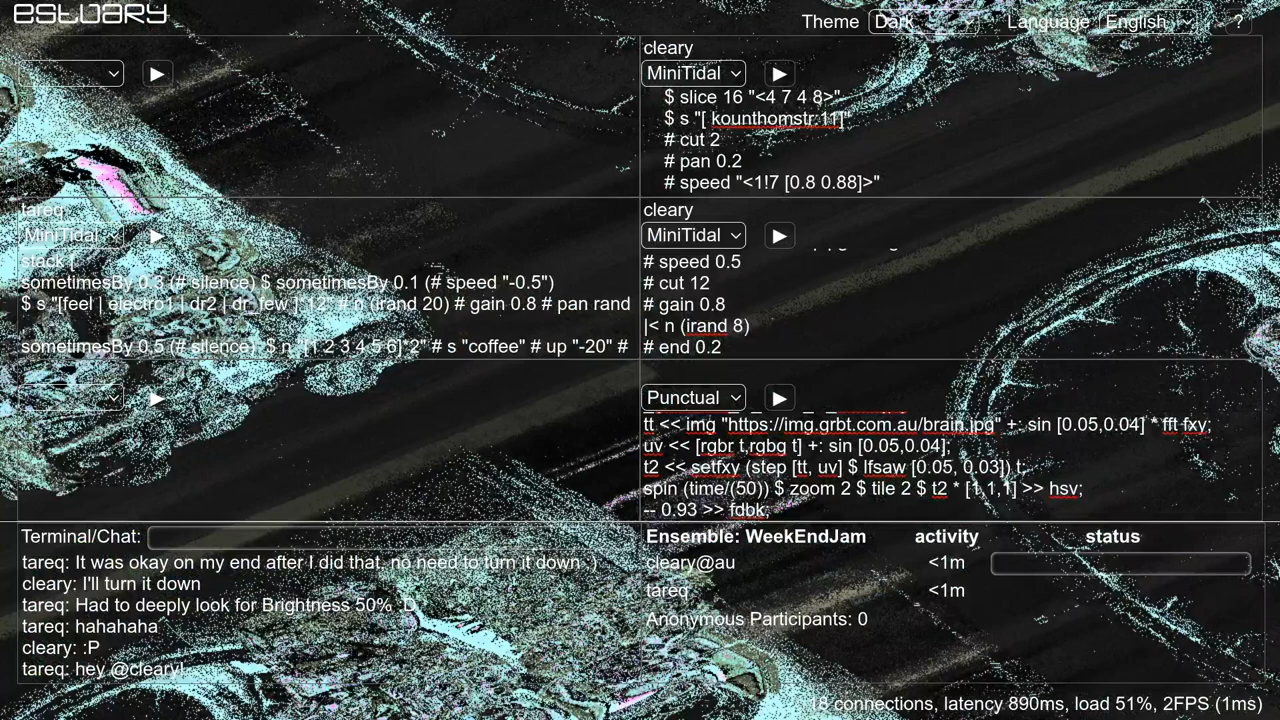 estuary
Theme Dark Language English ?
▶
cleary
MiniTidal ▶
$ slice 16 "<4 7 4 8>"
$ s "[ kounthomstr:11]"
# cut 2
# pan 0.2
# speed "<1!7 [0.8 0.88]>"
tareq
MiniTidal ▶
stack [
sometimesBy 0.3 (# silence) $ sometimesBy 0.1 (# speed "-0.5")
$ s "[feel | electro1 | dr2 | dr_few ]*12" # n (irand 20) # gain 0.8 # pan rand
sometimesBy 0.5 (# silence) $ n "[1 2 3 4 5 6]*2" # s "coffee" # up "-20" #
cleary
MiniTidal ▶
# speed 0.5
# cut 12
# gain 0.8
|< n (irand 8)
# end 0.2
▶
Punctual ▶
tt << img "https://img.grbt.com.au/brain.jpg" +: sin [0.05,0.04] * fft fxy;
uv << [rgbr t,rgbg t] +: sin [0.05,0.04];
t2 << setfxy (step [tt, uv] $ lfsaw [0.05, 0.03]) t;
spin (time/(50)) $ zoom 2 $ tile 2 $ t2 * [1,1,1] >> hsv;
-- 0.93 >> fdbk;
Terminal/Chat:
tareq: It was okay on my end after I did that, no need to turn it down :)
cleary: I'll turn it down
tareq: Had to deeply look for Brightness 50% :D
tareq: hahahaha
cleary: :P
tareq: hey @cleary!
Ensemble: WeekEndJam activity status
cleary@au <1m
tareq <1m
Anonymous Participants: 0
18 connections, latency 890ms, load 51%, 2FPS (1ms)